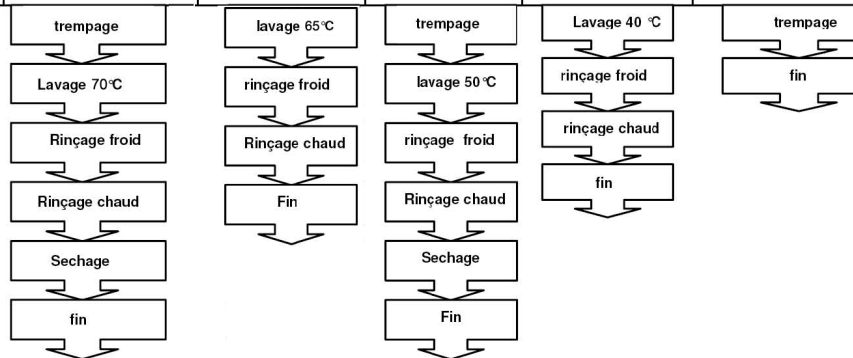 trempage
Lavage 70°C
Rinçage froid
Rinçage chaud
Sechage
fin
lavage 65°C
rinçage froid
Rinçage chaud
Fin
trempage
lavage 50°C
rinçage froid
Rinçage chaud
Sechage
Fin
Lavage 40 °C
rinçage froid
rinçage chaud
fin
trempage
fin